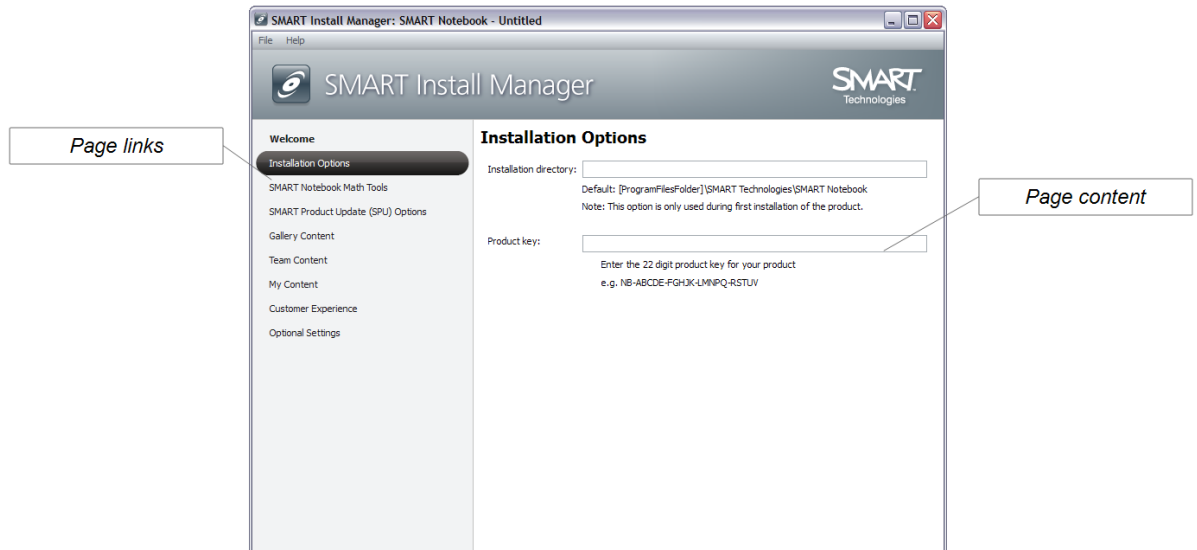 SMART Install Manager: SMART Notebook - Untitled
File Help
SMART Install Manager
SMART
Technologies
Page links
Welcome
Installation Options
SMART Notebook Math Tools
SMART Product Update (SPU) Options
Gallery Content
Team Content
My Content
Customer Experience
Optional Settings
Installation Options
Installation directory:
Default: [ProgramFilesFolder]\SMART Technologies\SMART Notebook
Note: This option is only used during first installation of the product.
Product key:
Enter the 22 digit product key for your product
e.g. NB-ABCDE-FGHJK-LMNPQ-RSTUV
Page content